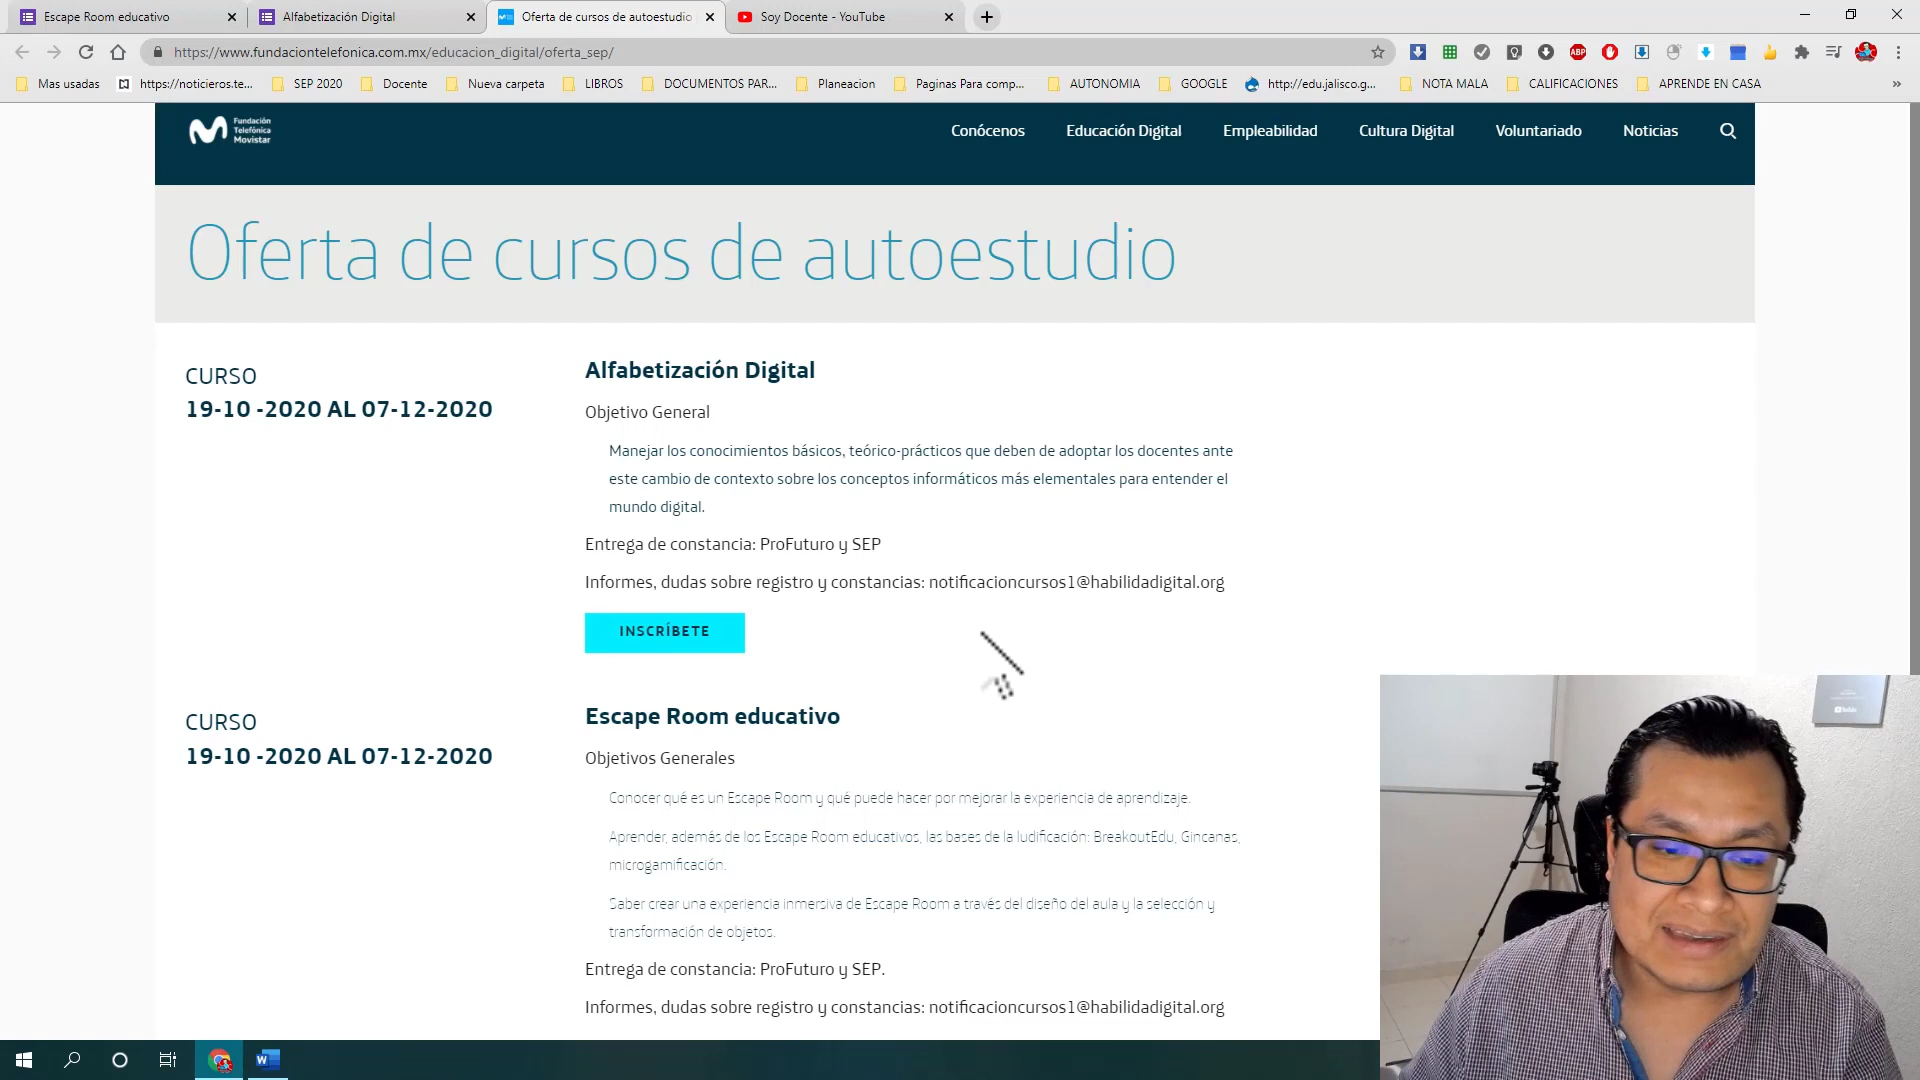 Escape Room educativo
Alfabetización Digital
Oferta de cursos de autoestudio
Soy Docente - YouTube
https://www.fundaciontelefonica.com.mx/educacion_digital/oferta_sep/
ABP
Mas usadas
https://noticieros.te...
SEP 2020
Docente
Nueva carpeta
LIBROS
DOCUMENTOS PAR...
Planeacion
Paginas Para comp...
AUTONOMIA
GOOGLE
http://edu.jalisco.g...
NOTA MALA
CALIFICACIONES
APRENDE EN CASA
»
Fundación
Telefónica
Movistar
Conócenos
Educación Digital
Empleabilidad
Cultura Digital
Voluntariado
Noticias
Oferta de cursos de autoestudio
CURSO
19-10 -2020 AL 07-12-2020
Alfabetización Digital
Objetivo General
Manejar los conocimientos básicos, teórico-prácticos que deben de adoptar los docentes ante
este cambio de contexto sobre los conceptos informáticos más elementales para entender el
mundo digital.
Entrega de constancia: ProFuturo y SEP
Informes, dudas sobre registro y constancias: notificacioncursos1@habilidadigital.org
INSCRÍBETE
CURSO
19-10 -2020 AL 07-12-2020
Escape Room educativo
Objetivos Generales
Conocer qué es un Escape Room y qué puede hacer por mejorar la experiencia de aprendizaje.
Aprender, además de los Escape Room educativos, las bases de la ludificación: BreakoutEdu, Gincanas,
microgamificación.
Saber crear una experiencia inmersiva de Escape Room a través del diseño del aula y la selección y
transformación de objetos.
Entrega de constancia: ProFuturo y SEP.
Informes, dudas sobre registro y constancias: notificacioncursos1@habilidadigital.org